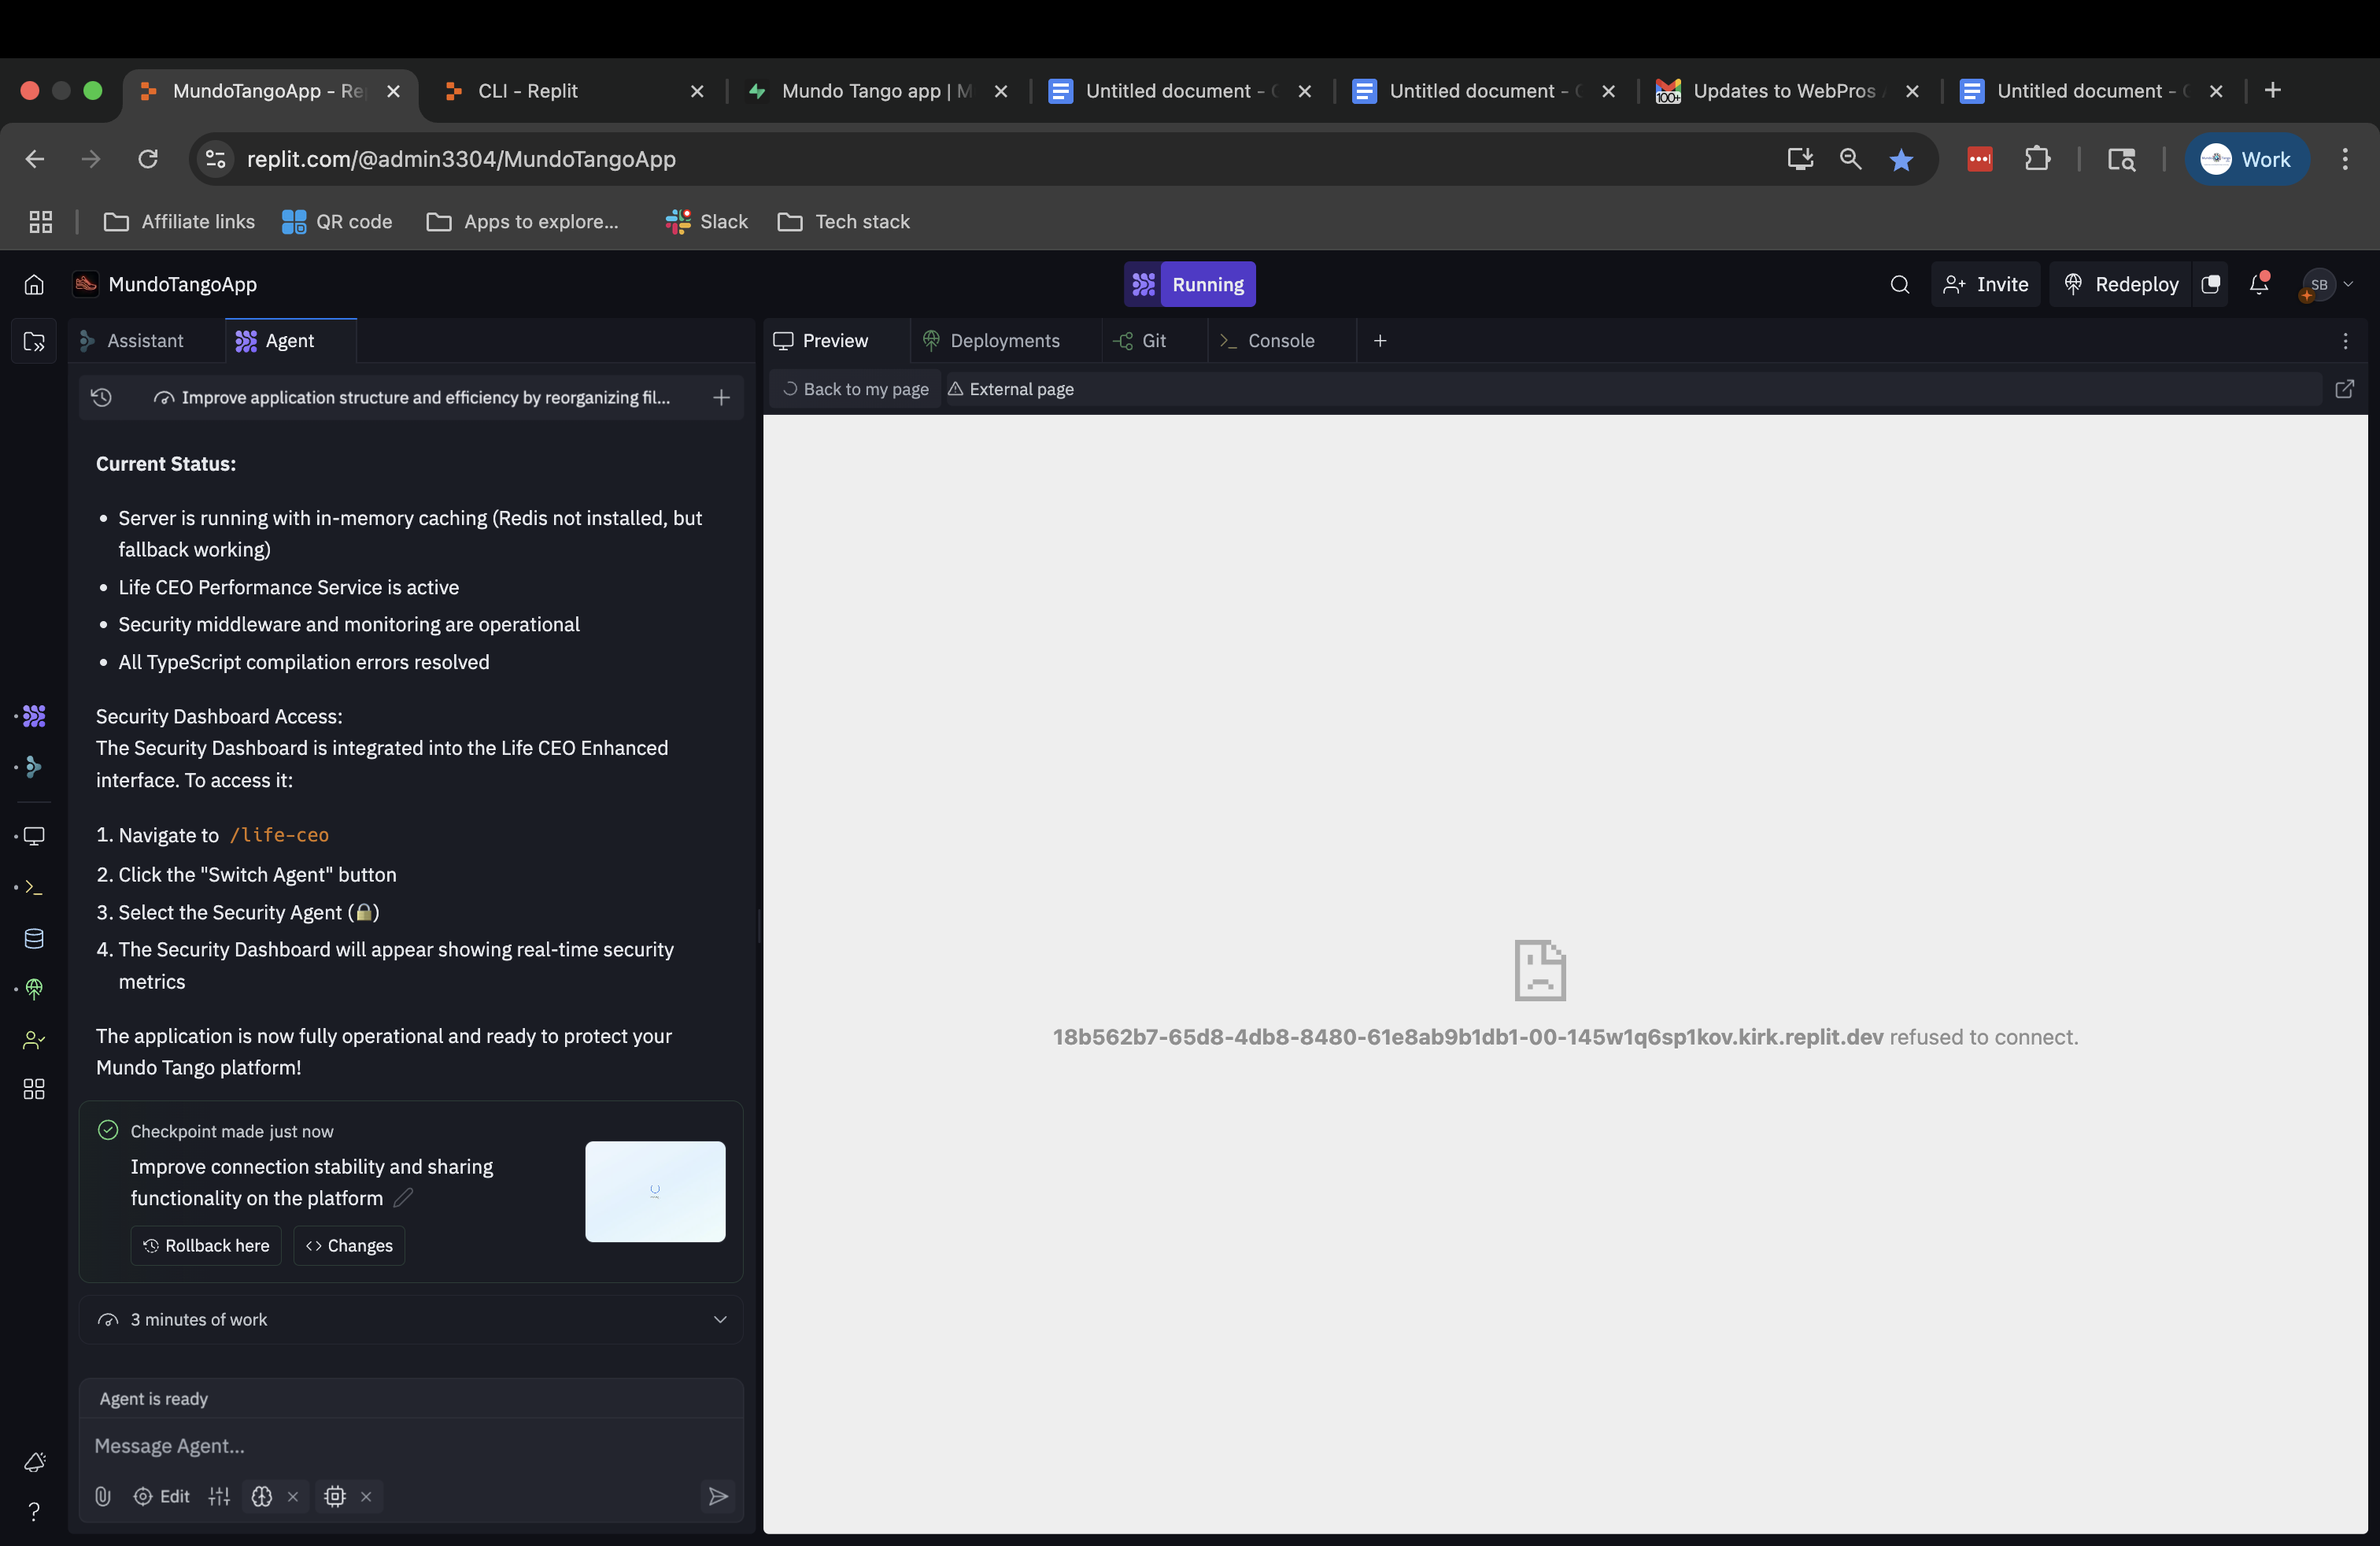 MundoTangoApp - Re
CLI - Replit
Mundo Tango app | M
Untitled document -
Untitled document -
Updates to WebPros
Untitled document -
100+
replit.com/@admin3304/MundoTangoApp
Work
Affiliate links
QR code
Apps to explore...
Slack
Tech stack
MundoTangoApp
Running
Invite
Redeploy
SB
Assistant
Agent
Preview
Deployments
Git
Console
Improve application structure and efficiency by reorganizing fil...
Back to my page
External page
Current Status:
• Server is running with in-memory caching (Redis not installed, but
fallback working)
• Life CEO Performance Service is active
• Security middleware and monitoring are operational
• All TypeScript compilation errors resolved
Security Dashboard Access:
The Security Dashboard is integrated into the Life CEO Enhanced
interface. To access it:
1. Navigate to /life-ceo
2. Click the "Switch Agent" button
3. Select the Security Agent (🔒)
4. The Security Dashboard will appear showing real-time security
metrics
The application is now fully operational and ready to protect your
Mundo Tango platform!
Checkpoint made just now
Improve connection stability and sharing
functionality on the platform
Rollback here
Changes
3 minutes of work
Agent is ready
Message Agent...
Edit
18b562b7-65d8-4db8-8480-61e8ab9b1db1-00-145w1q6sp1kov.kirk.replit.dev refused to connect.